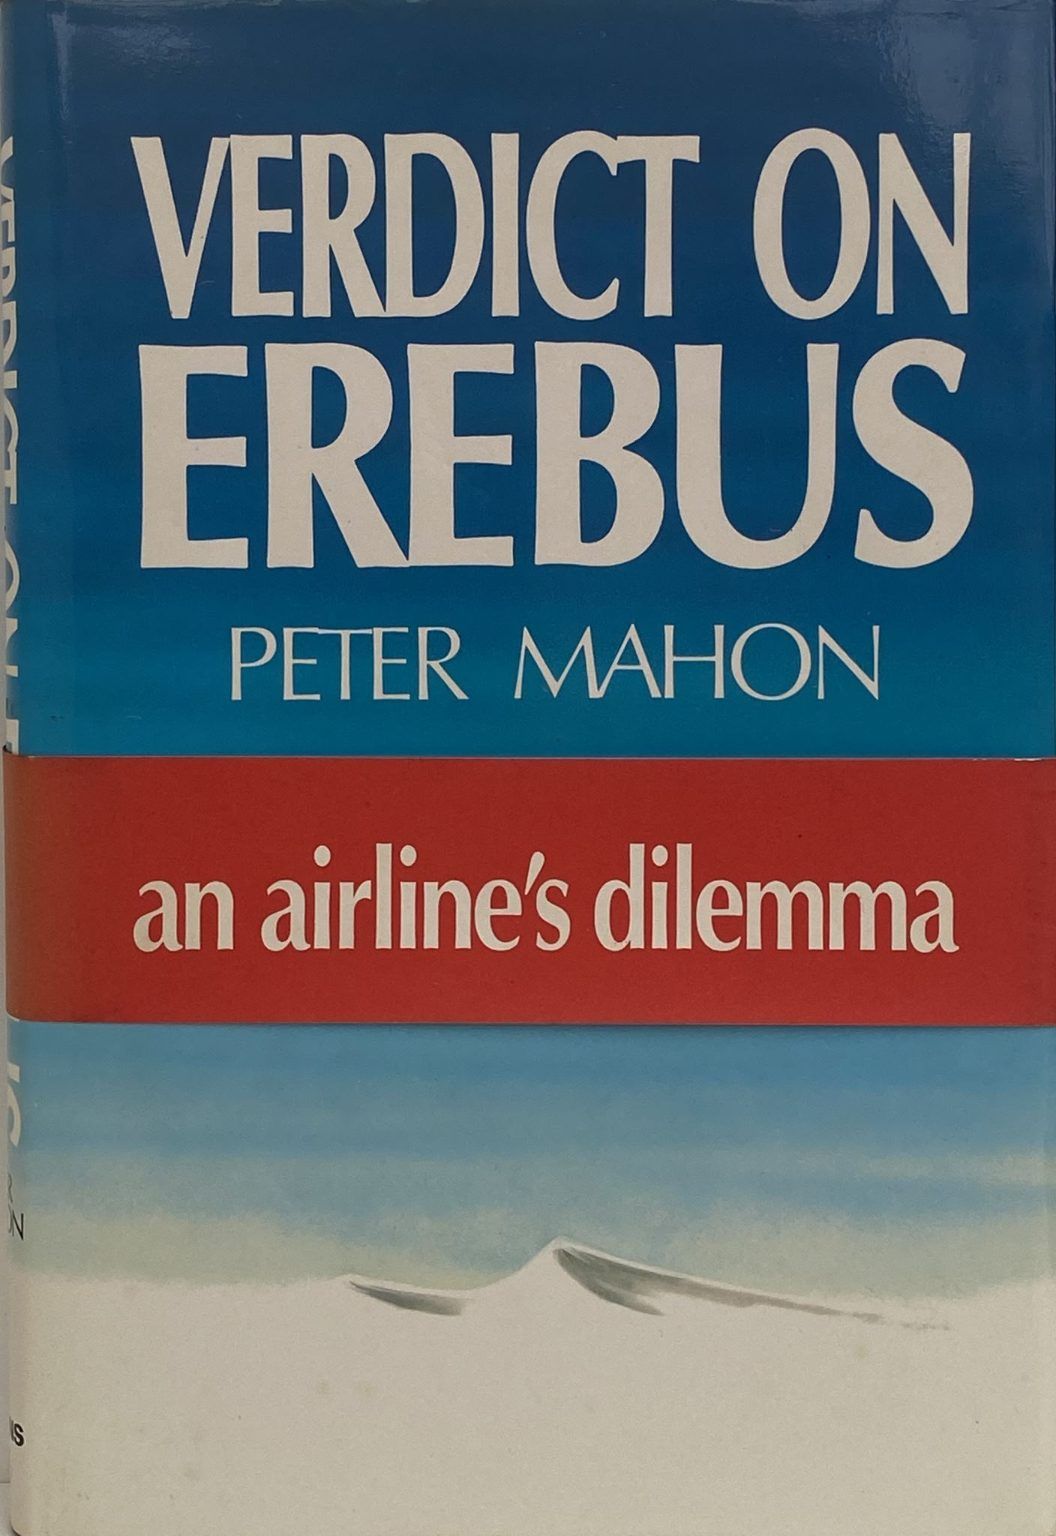 VERDICT ON
EREBUS
PETER MAHON
an airline's dilemma